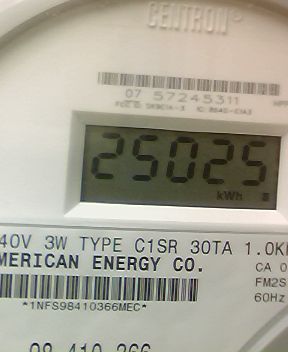 CENTRON®
07 57245311
25025
kWh
40V 3W TYPE C1SR 30TA 1.0K
MERICAN ENERGY CO.
CA 0
FM2S
60Hz
*1NFS98410366MEC*
98 410 366